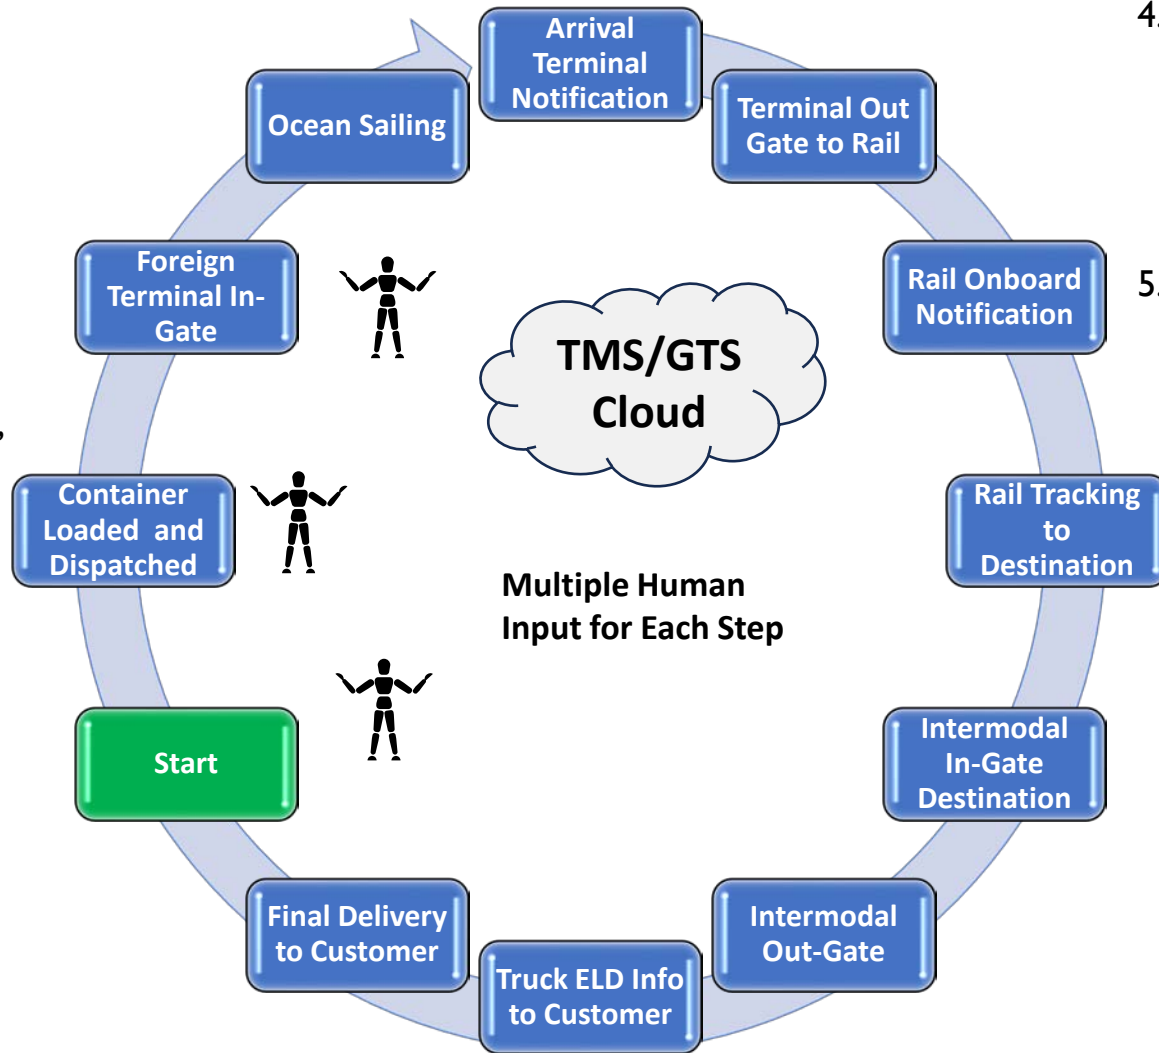 4.
Arrival
Terminal
Notification
Terminal Out
Gate to Rail
Rail Onboard
Notification
5.
Rail Tracking
to
Destination
Intermodal
In-Gate
Destination
Intermodal
Out-Gate
Truck ELD Info
to Customer
Final Delivery
to Customer
Start
Container
Loaded and
Dispatched
,
Foreign
Terminal In-
Gate
Ocean Sailing
TMS/GTS
Cloud
Multiple Human
Input for Each Step